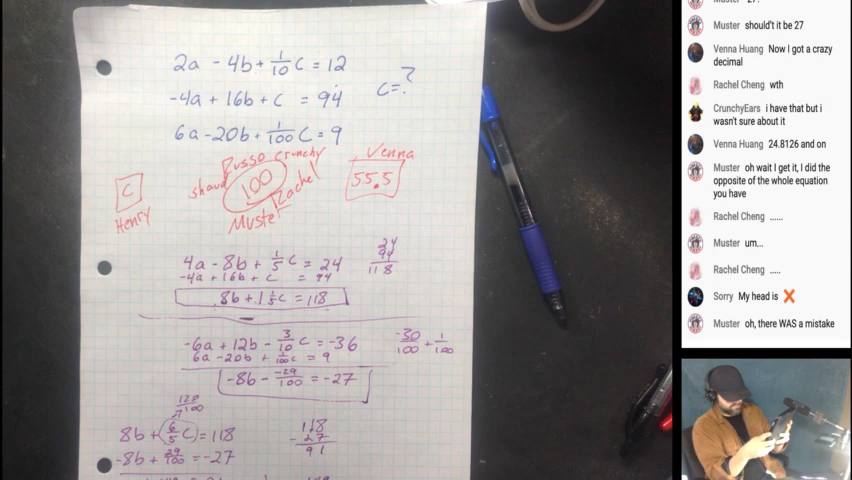 2a - 4b + 1/10 C = 12
-4a + 16b + C = 94
C = ?
6a - 20b + 1/100 C = 9
Russo crunchy
Venna
shaud
100
Rachel
55.5
C
Henry
Muster
4a - 8b + 1/5 C = 24
-4a + 16b + C = 94
8b + 1 1/5 C = 118
24
94
118
-6a + 12b - 3/10 C = -36
6a - 20b + 1/100 C = 9
-8b - -29/100 = -27
-30/100 + 1/100
120/100
8b + 6/5 C = 118
-8b + 29/100 = -27
118
- 27
91
Muster 27?
Muster should't it be 27
Venna Huang Now I got a crazy
decimal
Rachel Cheng wth
CrunchyEars i have that but i
wasn't sure about it
Venna Huang 24.8126 and on
Muster oh wait I get it, I did the
opposite of the whole equation
you have
Rachel Cheng ......
Muster um...
Rachel Cheng .....
Sorry My head is ❌
Muster oh, there WAS a mistake